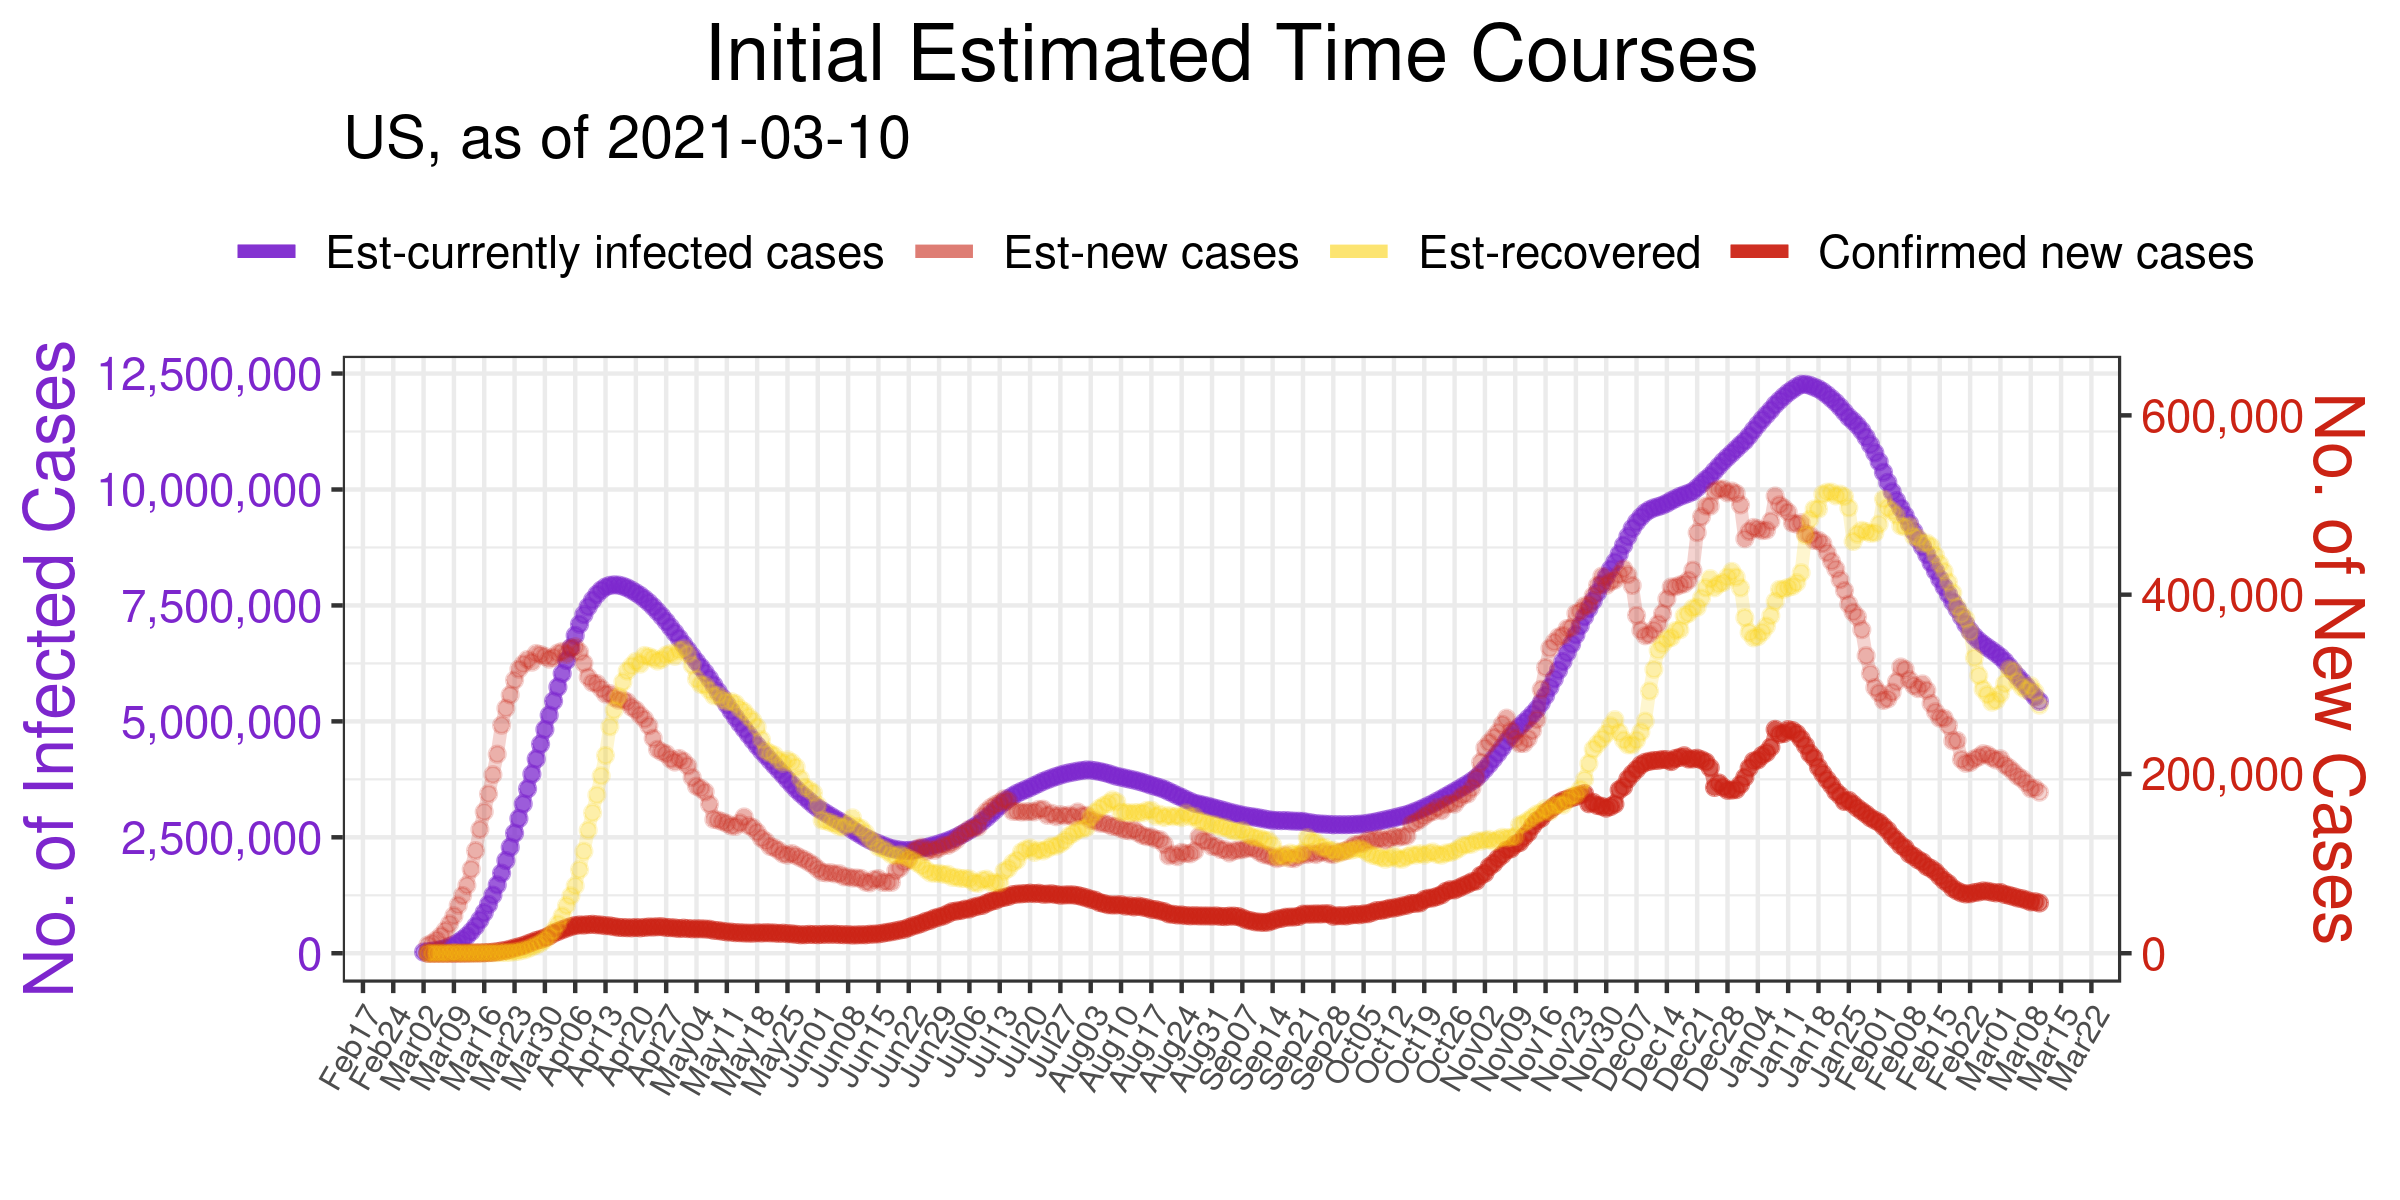 Initial Estimated Time Courses
US, as of 2021-03-10
Est-currently infected cases Est-new cases Est-recovered Confirmed new cases
No. of Infected Cases
12,500,000
10,000,000
7,500,000
5,000,000
2,500,000
0
600,000
400,000
200,000
0
No. of New Cases
Feb17 Feb24 Mar02 Mar09 Mar16 Mar23 Mar30 Apr06 Apr13 Apr20 Apr27 May04 May11 May18 May25 Jun01 Jun08 Jun15 Jun22 Jun29 Jul06 Jul13 Jul20 Jul27 Aug03 Aug10 Aug17 Aug24 Aug31 Sep07 Sep14 Sep21 Sep28 Oct05 Oct12 Oct19 Oct26 Nov02 Nov09 Nov16 Nov23 Nov30 Dec07 Dec14 Dec21 Dec28 Jan04 Jan11 Jan18 Jan25 Feb01 Feb08 Feb15 Feb22 Mar01 Mar08 Mar15 Mar22